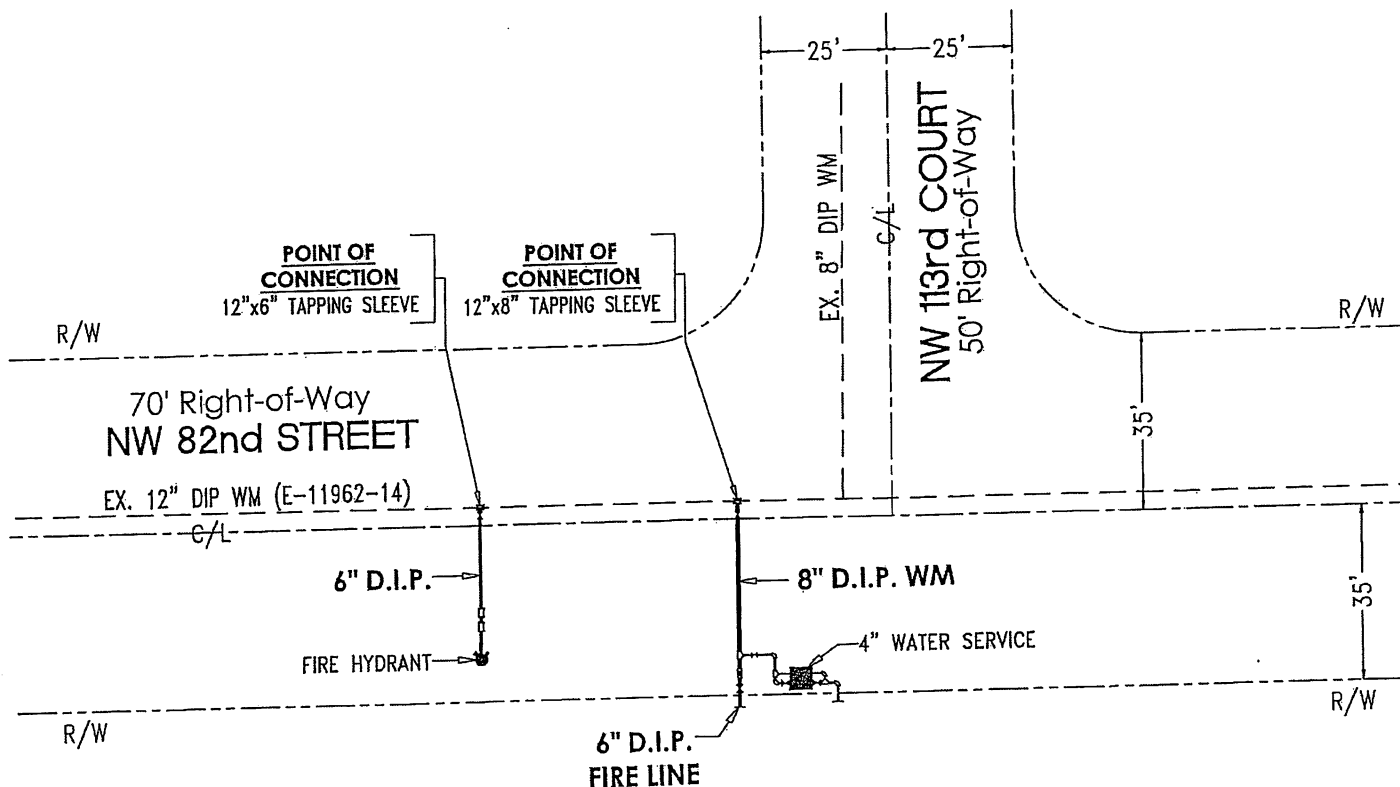 25'
25'
NW 113rd COURT
50' Right-of-Way
EX. 8" DIP WM
C/L
POINT OF
CONNECTION
12"x6" TAPPING SLEEVE
POINT OF
CONNECTION
12"x8" TAPPING SLEEVE
R/W
R/W
70' Right-of-Way
NW 82nd STREET
35'
EX. 12" DIP WM (E-11962-14)
C/L
6" D.I.P.
8" D.I.P. WM
35'
FIRE HYDRANT
4" WATER SERVICE
R/W
R/W
6" D.I.P.
FIRE LINE